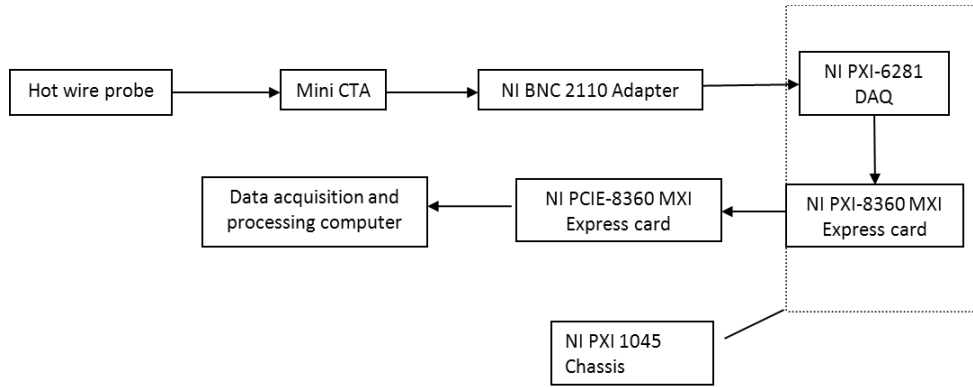 Hot wire probe
Mini CTA
NI BNC 2110 Adapter
NI PXI-6281
DAQ
Data acquisition and
processing computer
NI PCIE-8360 MXI
Express card
NI PXI-8360 MXI
Express card
NI PXI 1045
Chassis